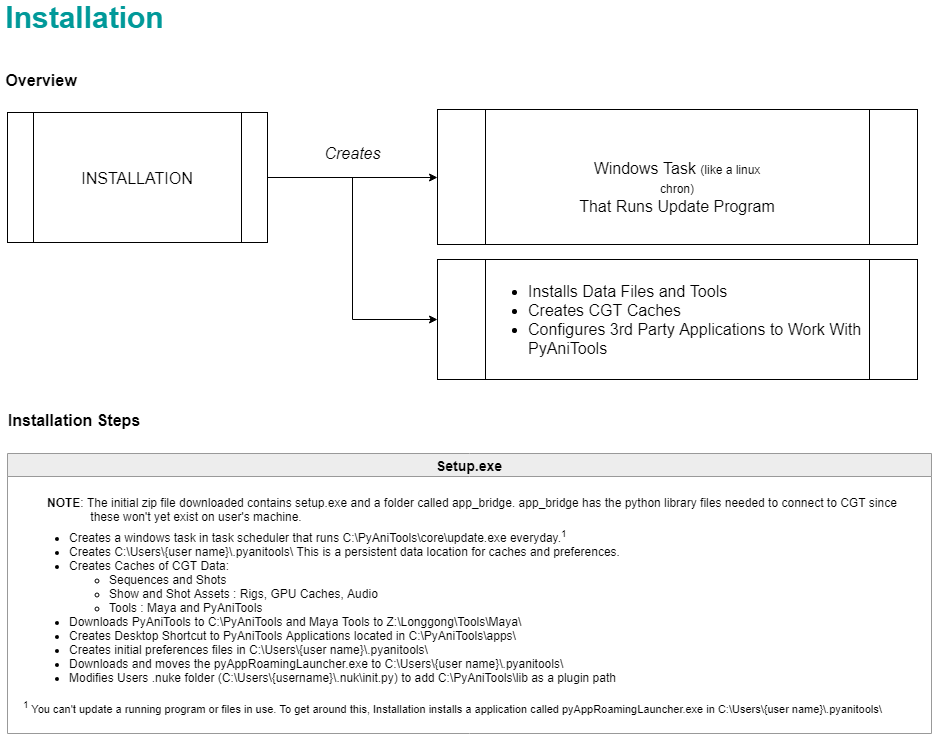 Installation
Overview
INSTALLATION
Creates
Windows Task (like a linux
chron)
That Runs Update Program
• Installs Data Files and Tools
• Creates CGT Caches
• Configures 3rd Party Applications to Work With
PyAniTools
Installation Steps
Setup.exe
NOTE: The initial zip file downloaded contains setup.exe and a folder called app_bridge. app_bridge has the python library files needed to connect to CGT since
these won't yet exist on user's machine.
• Creates a windows task in task scheduler that runs C:\PyAniTools\core\update.exe everyday.1
• Creates C:\Users\{user name}\.pyanitools\ This is a persistent data location for caches and preferences.
• Creates Caches of CGT Data:
○ Sequences and Shots
○ Show and Shot Assets : Rigs, GPU Caches, Audio
○ Tools : Maya and PyAniTools
• Downloads PyAniTools to C:\PyAniTools and Maya Tools to Z:\Longgong\Tools\Maya\
• Creates Desktop Shortcut to PyAniTools Applications located in C:\PyAniTools\apps\
• Creates initial preferences files in C:\Users\{user name}\.pyanitools\
• Downloads and moves the pyAppRoamingLauncher.exe to C:\Users\{user name}\.pyanitools\
• Modifies Users .nuke folder (C:\Users\{username}\.nuk\init.py) to add C:\PyAniTools\lib as a plugin path
1 You can't update a running program or files in use. To get around this, Installation installs a application called pyAppRoamingLauncher.exe in C:\Users\{user name}\.pyanitools\